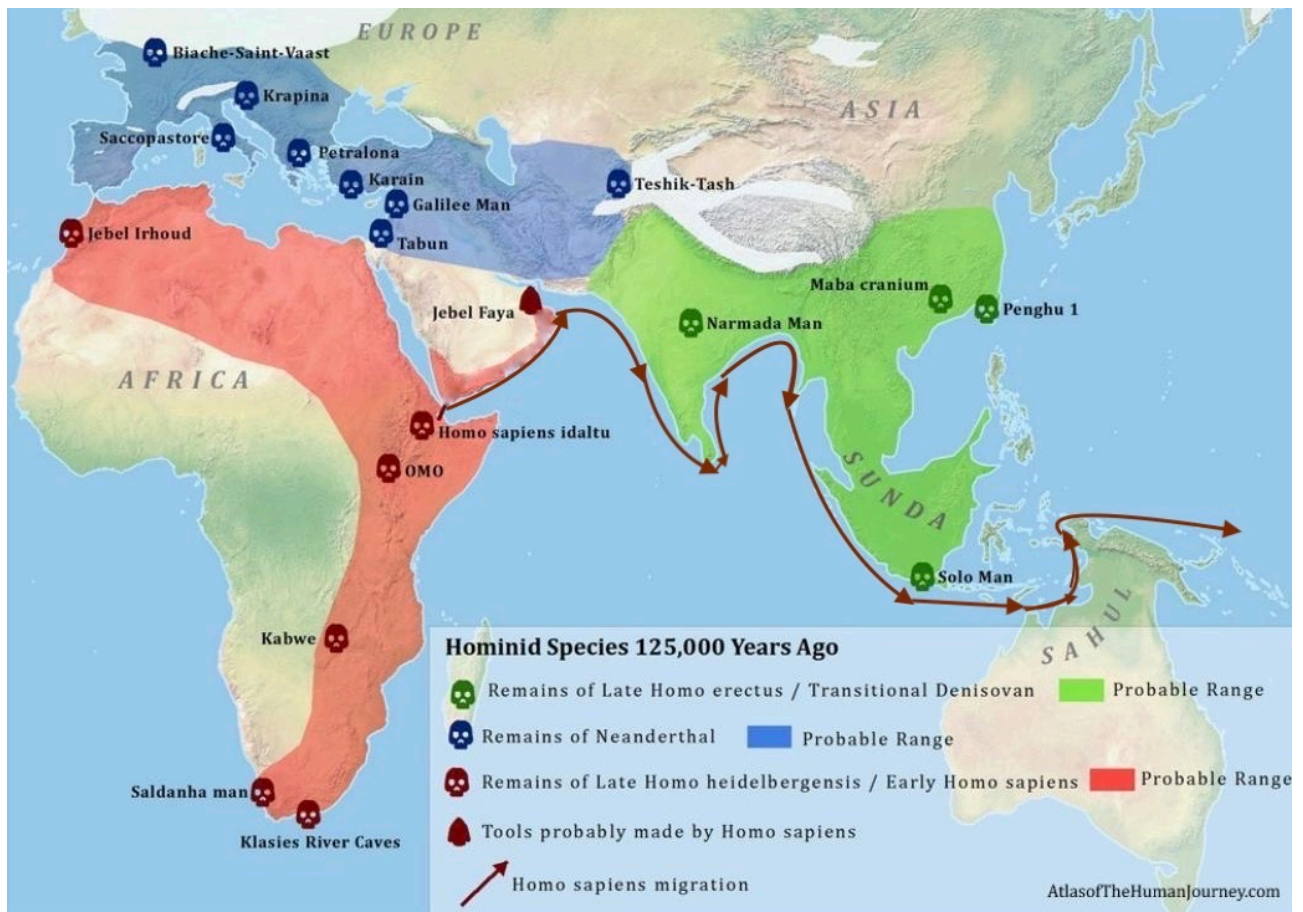 EUROPE
Biache-Saint-Vaast
Krapina
ASIA
Saccopastore
Petralona
Karain
Teshik-Tash
Galilee Man
Jebel Irhoud
Tabun
Maba cranium
Jebel Faya
Penghu 1
Narmada Man
AFRICA
Homo sapiens idaltu
OMO
SUNDA
Solo Man
SAHUL
Kabwe
Saldanha man
Klasies River Caves
Hominid Species 125,000 Years Ago
Remains of Late Homo erectus / Transitional Denisovan Probable Range
Remains of Neanderthal Probable Range
Remains of Late Homo heidelbergensis / Early Homo sapiens Probable Range
Tools probably made by Homo sapiens
Homo sapiens migration
AtlasofTheHumanJourney.com